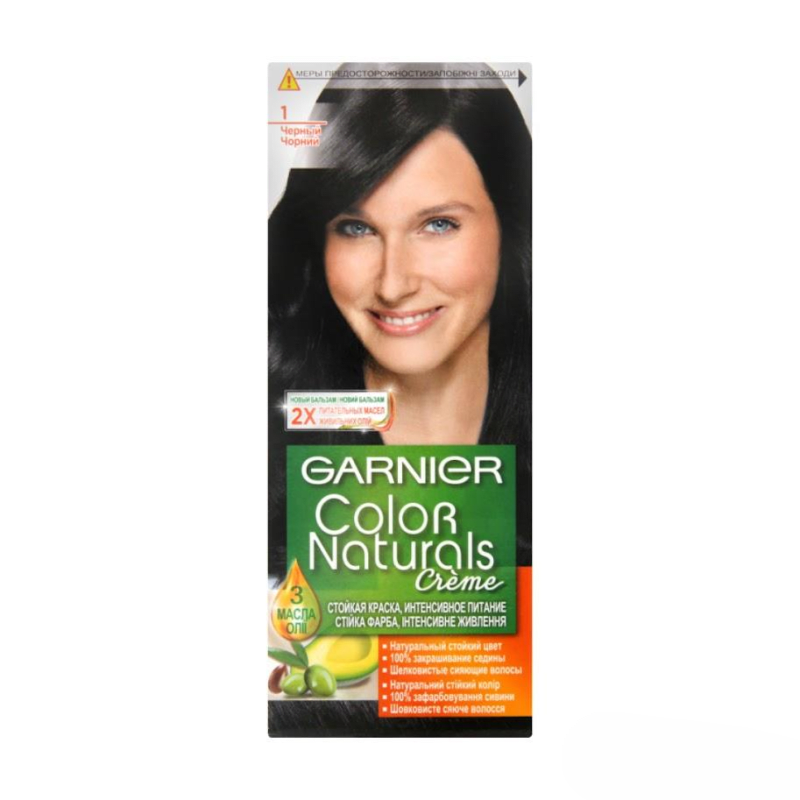 МЕРЫ ПРЕДОСТОРОЖНОСТИ/ЗАПОБІЖНІ ЗАХОДИ
1
Черный
Чорний
НОВЫЙ БАЛЬЗАМ/НОВИЙ БАЛЬЗАМ
2X ПИТАТЕЛЬНЫХ МАСЕЛ
ЖИВИЛЬНИХ ОЛІЙ
GARNIER
Color
Naturals
Crème
3
МАСЛА
ОЛІЇ
СТОЙКАЯ КРАСКА, ИНТЕНСИВНОЕ ПИТАНИЕ
СТІЙКА ФАРБА, ІНТЕНСИВНЕ ЖИВЛЕННЯ
▪ Натуральный стойкий цвет
▪ 100% закрашивание седины
▪ Шелковистые сияющие волосы
▪ Натуральний стійкий колір
▪ 100% зафарбовування сивини
▪ Шовковисте сяюче волосся